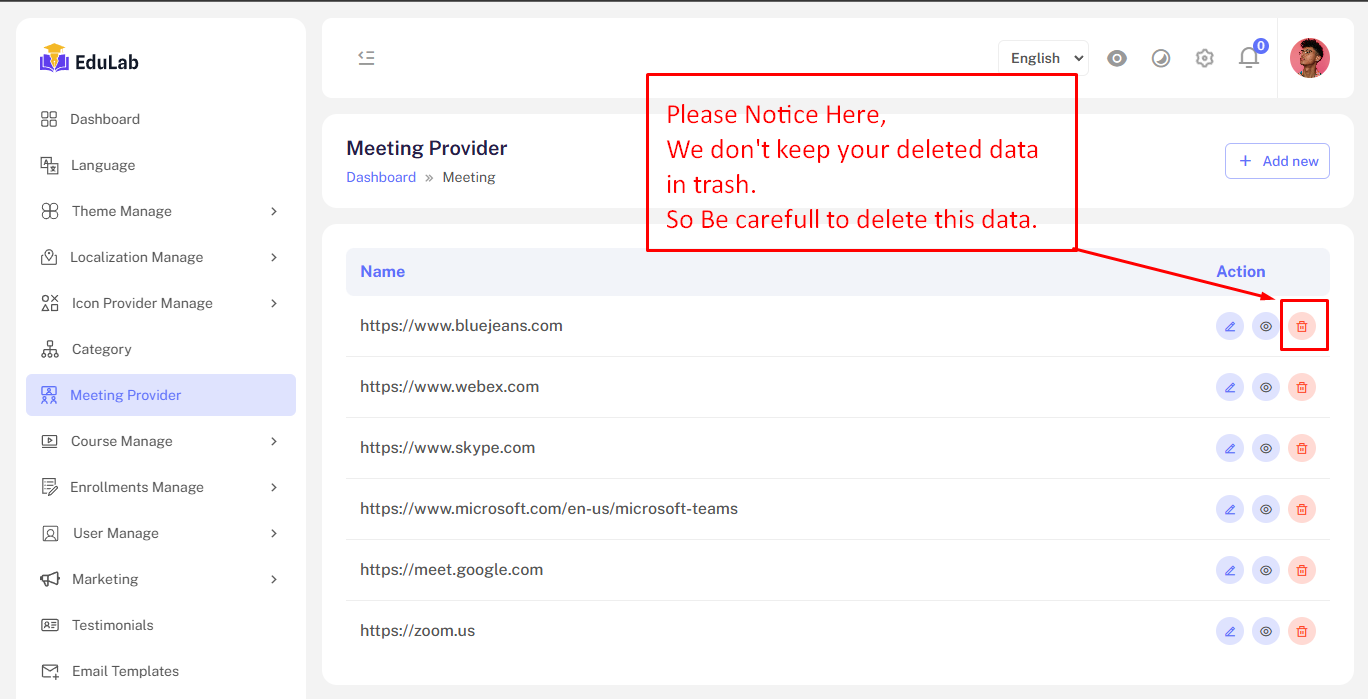 EduLab
Dashboard
Language
Theme Manage
Localization Manage
Icon Provider Manage
Category
Meeting Provider
Course Manage
Enrollments Manage
User Manage
Marketing
Testimonials
Email Templates
English
0
Meeting Provider
Dashboard » Meeting
+ Add new
Please Notice Here,
We don't keep your deleted data
in trash.
So Be carefull to delete this data.
Name Action
https://www.bluejeans.com
https://www.webex.com
https://www.skype.com
https://www.microsoft.com/en-us/microsoft-teams
https://meet.google.com
https://zoom.us